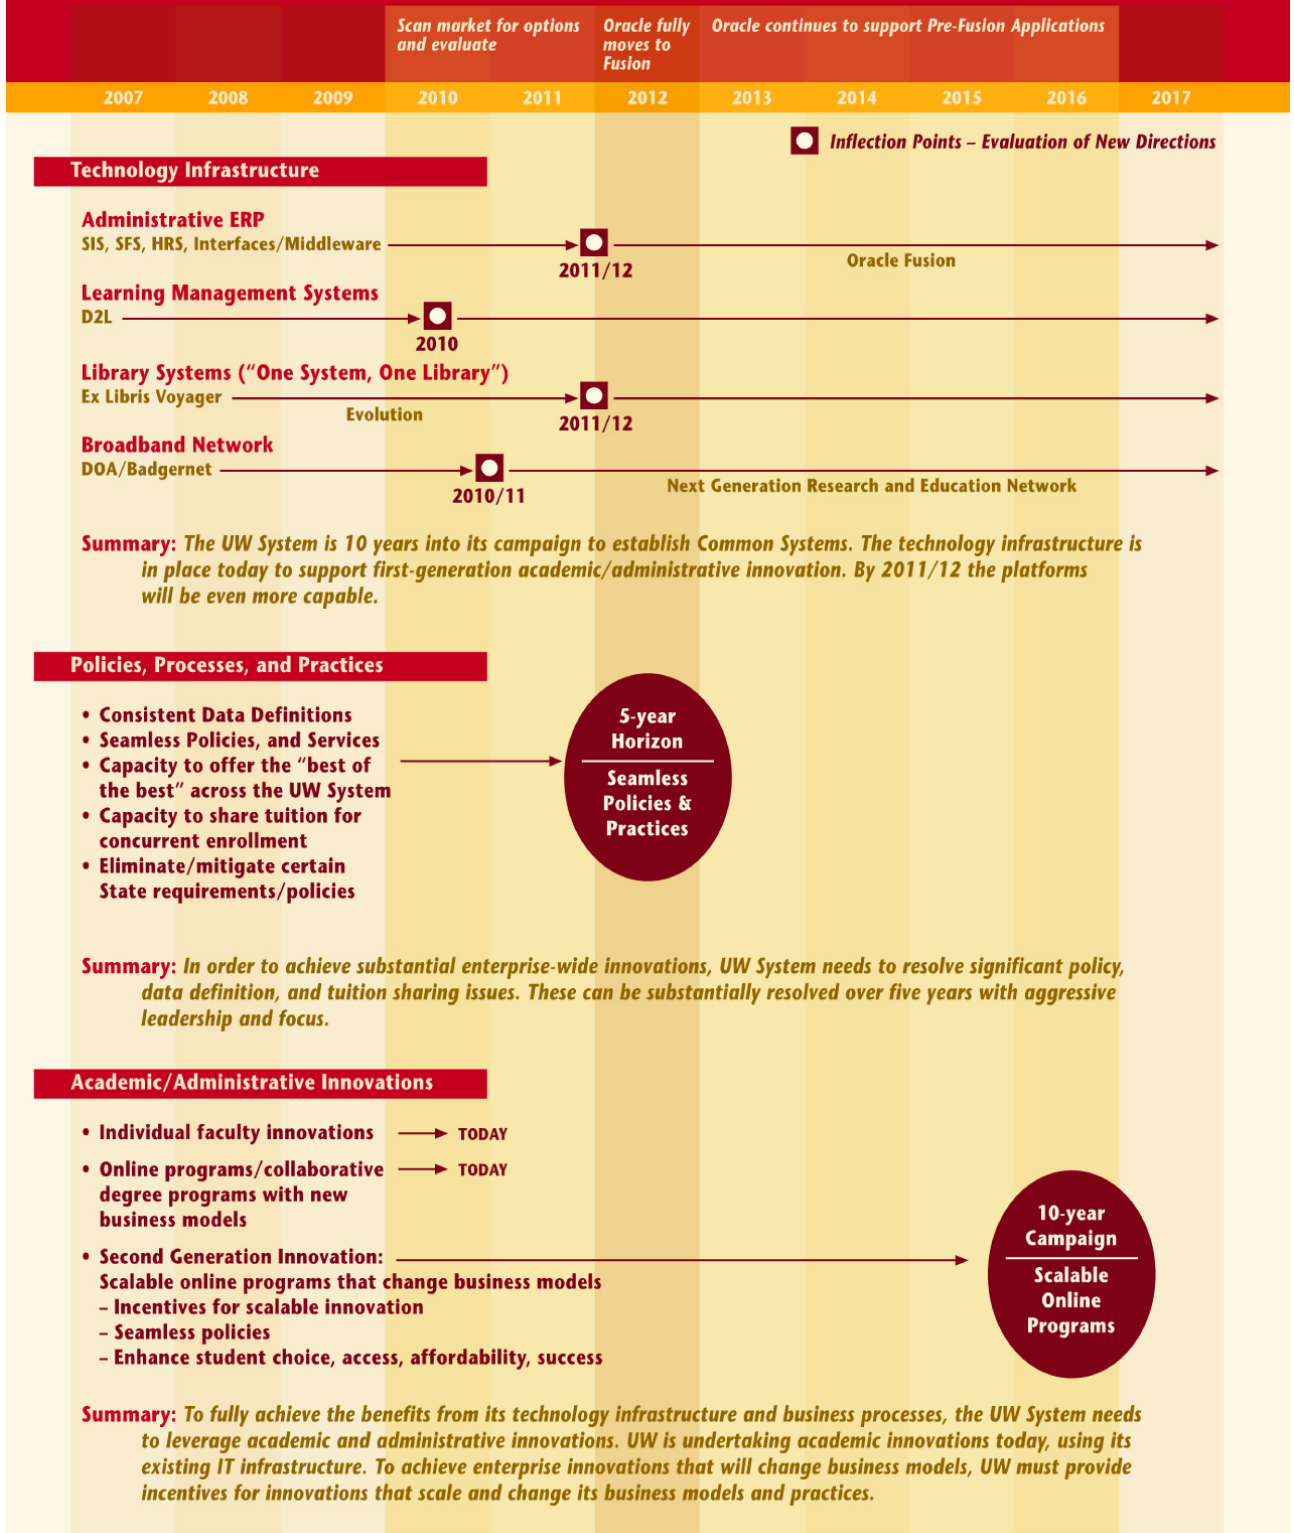 Scan market for options
and evaluate
Oracle fully
moves to
Fusion
Oracle continues to support Pre-Fusion Applications
2007 2008 2009 2010 2011 2012 2013 2014 2015 2016 2017
Inflection Points – Evaluation of New Directions
Technology Infrastructure
Administrative ERP
SIS, SFS, HRS, Interfaces/Middleware
2011/12
Oracle Fusion
Learning Management Systems
D2L
2010
Library Systems (“One System, One Library”)
Ex Libris Voyager
Evolution
2011/12
Broadband Network
DOA/Badgernet
2010/11
Next Generation Research and Education Network
Summary: The UW System is 10 years into its campaign to establish Common Systems. The technology infrastructure is
in place today to support first-generation academic/administrative innovation. By 2011/12 the platforms
will be even more capable.
Policies, Processes, and Practices
• Consistent Data Definitions
• Seamless Policies, and Services
• Capacity to offer the “best of
the best” across the UW System
• Capacity to share tuition for
concurrent enrollment
• Eliminate/mitigate certain
State requirements/policies
5-year
Horizon
Seamless
Policies &
Practices
Summary: In order to achieve substantial enterprise-wide innovations, UW System needs to resolve significant policy,
data definition, and tuition sharing issues. These can be substantially resolved over five years with aggressive
leadership and focus.
Academic/Administrative Innovations
• Individual faculty innovations
TODAY
• Online programs/collaborative
degree programs with new
business models
TODAY
• Second Generation Innovation:
Scalable online programs that change business models
– Incentives for scalable innovation
– Seamless policies
– Enhance student choice, access, affordability, success
10-year
Campaign
Scalable
Online
Programs
Summary: To fully achieve the benefits from its technology infrastructure and business processes, the UW System needs
to leverage academic and administrative innovations. UW is undertaking academic innovations today, using its
existing IT infrastructure. To achieve enterprise innovations that will change business models, UW must provide
incentives for innovations that scale and change its business models and practices.